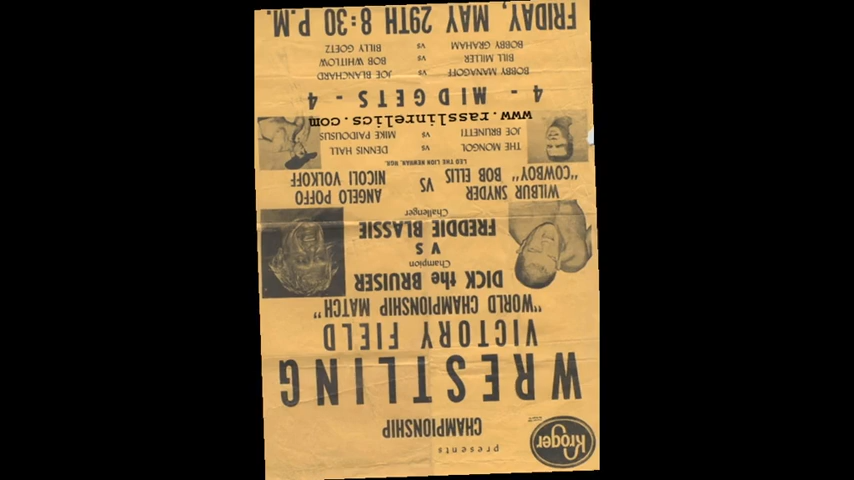 Kroger
presents
CHAMPIONSHIP
WRESTLING
VICTORY FIELD
"WORLD CHAMPIONSHIP MATCH"
DICK the BRUISER
Champion
VS
FREDDIE BLASSIE
Challenger
WILBUR SNYDER VS ANGELO POFFO
"COWBOY" BOB ELLIS NICOLI VOLKOFF
LEO THE LION NEWMAN, MGR.
THE MONGOL vs DENNIS HALL
JOE BRUNETTI vs MIKE PAIDOUSUS
www.rasslinrelics.com
4 - MIDGETS - 4
BOBBY MANAGOFF vs JOE BLANCHARD
BILL MILLER vs BOB WHITLOW
BOBBY GRAHAM vs BILLY GOETZ
FRIDAY, MAY 29TH 8:30 P.M.